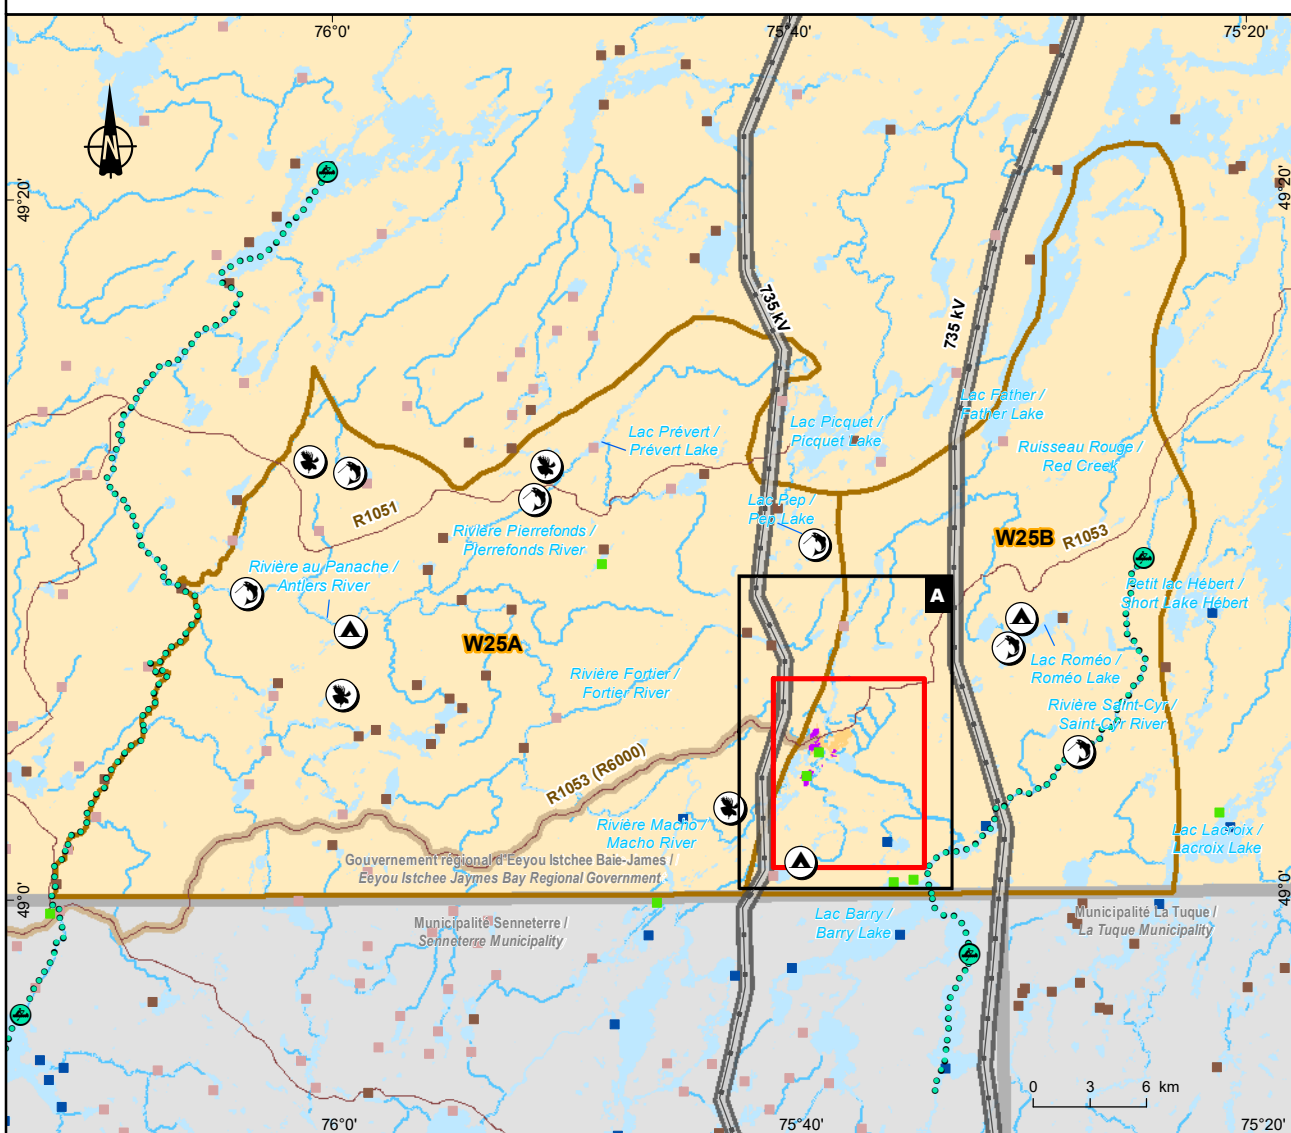 76°0'
75°40'
75°20'
N
49°20'
49°20'
735 kV
735 kV
Lac Father /
Father Lake
Lac Prévert /
Prévert Lake
Lac Picquet /
Picquet Lake
Ruisseau Rouge /
Red Creek
R1051
Lac Pep /
Pep Lake
Rivière Pierrefonds /
Pierrefonds River
W25B
R1053
Rivière au Panache /
Antlers River
A
Petit lac Hébert /
Short Lake Hébert
W25A
Lac Roméo /
Roméo Lake
Rivière Fortier /
Fortier River
Rivière Saint-Cyr /
Saint-Cyr River
R1053 (R6000)
Rivière Macho /
Macho River
Lac Lacroix /
Lacroix Lake
Gouvernement régional d'Eeyou Istchee Baie-James /
Eeyou Istchee Jaymes Bay Regional Government
49°0'
49°0'
Municipalité Senneterre /
Senneterre Municipality
Lac Barry /
Barry Lake
Municipalité La Tuque /
La Tuque Municipality
0 3 6 km
76°0'
75°40'
75°20'